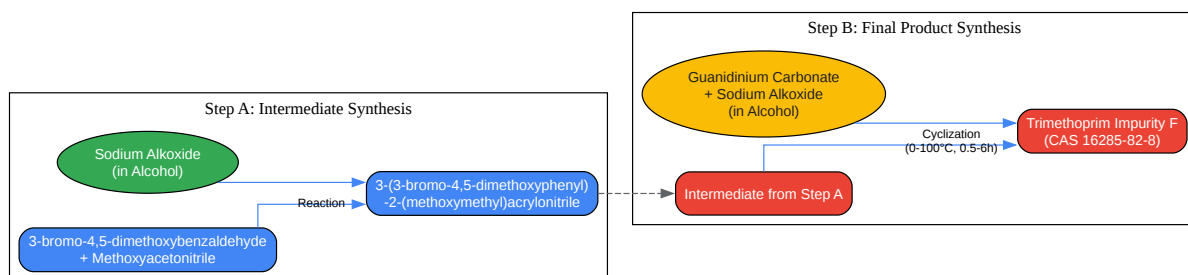 Step A: Intermediate Synthesis
Sodium Alkoxide
(in Alcohol)
3-bromo-4,5-dimethoxybenzaldehyde
+ Methoxyacetonitrile
Reaction
3-(3-bromo-4,5-dimethoxyphenyl)
-2-(methoxymethyl)acrylonitrile
Step B: Final Product Synthesis
Guanidinium Carbonate
+ Sodium Alkoxide
(in Alcohol)
Intermediate from Step A
Cyclization
(0-100°C, 0.5-6h)
Trimethoprim Impurity F
(CAS 16285-82-8)